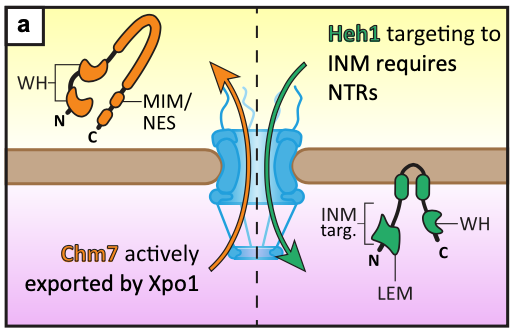 a
Heh1 targeting to
INM requires
NTRs
WH
N
C
MIM/
NES
INM
targ.
N
LEM
WH
C
Chm7 actively
exported by Xpo1